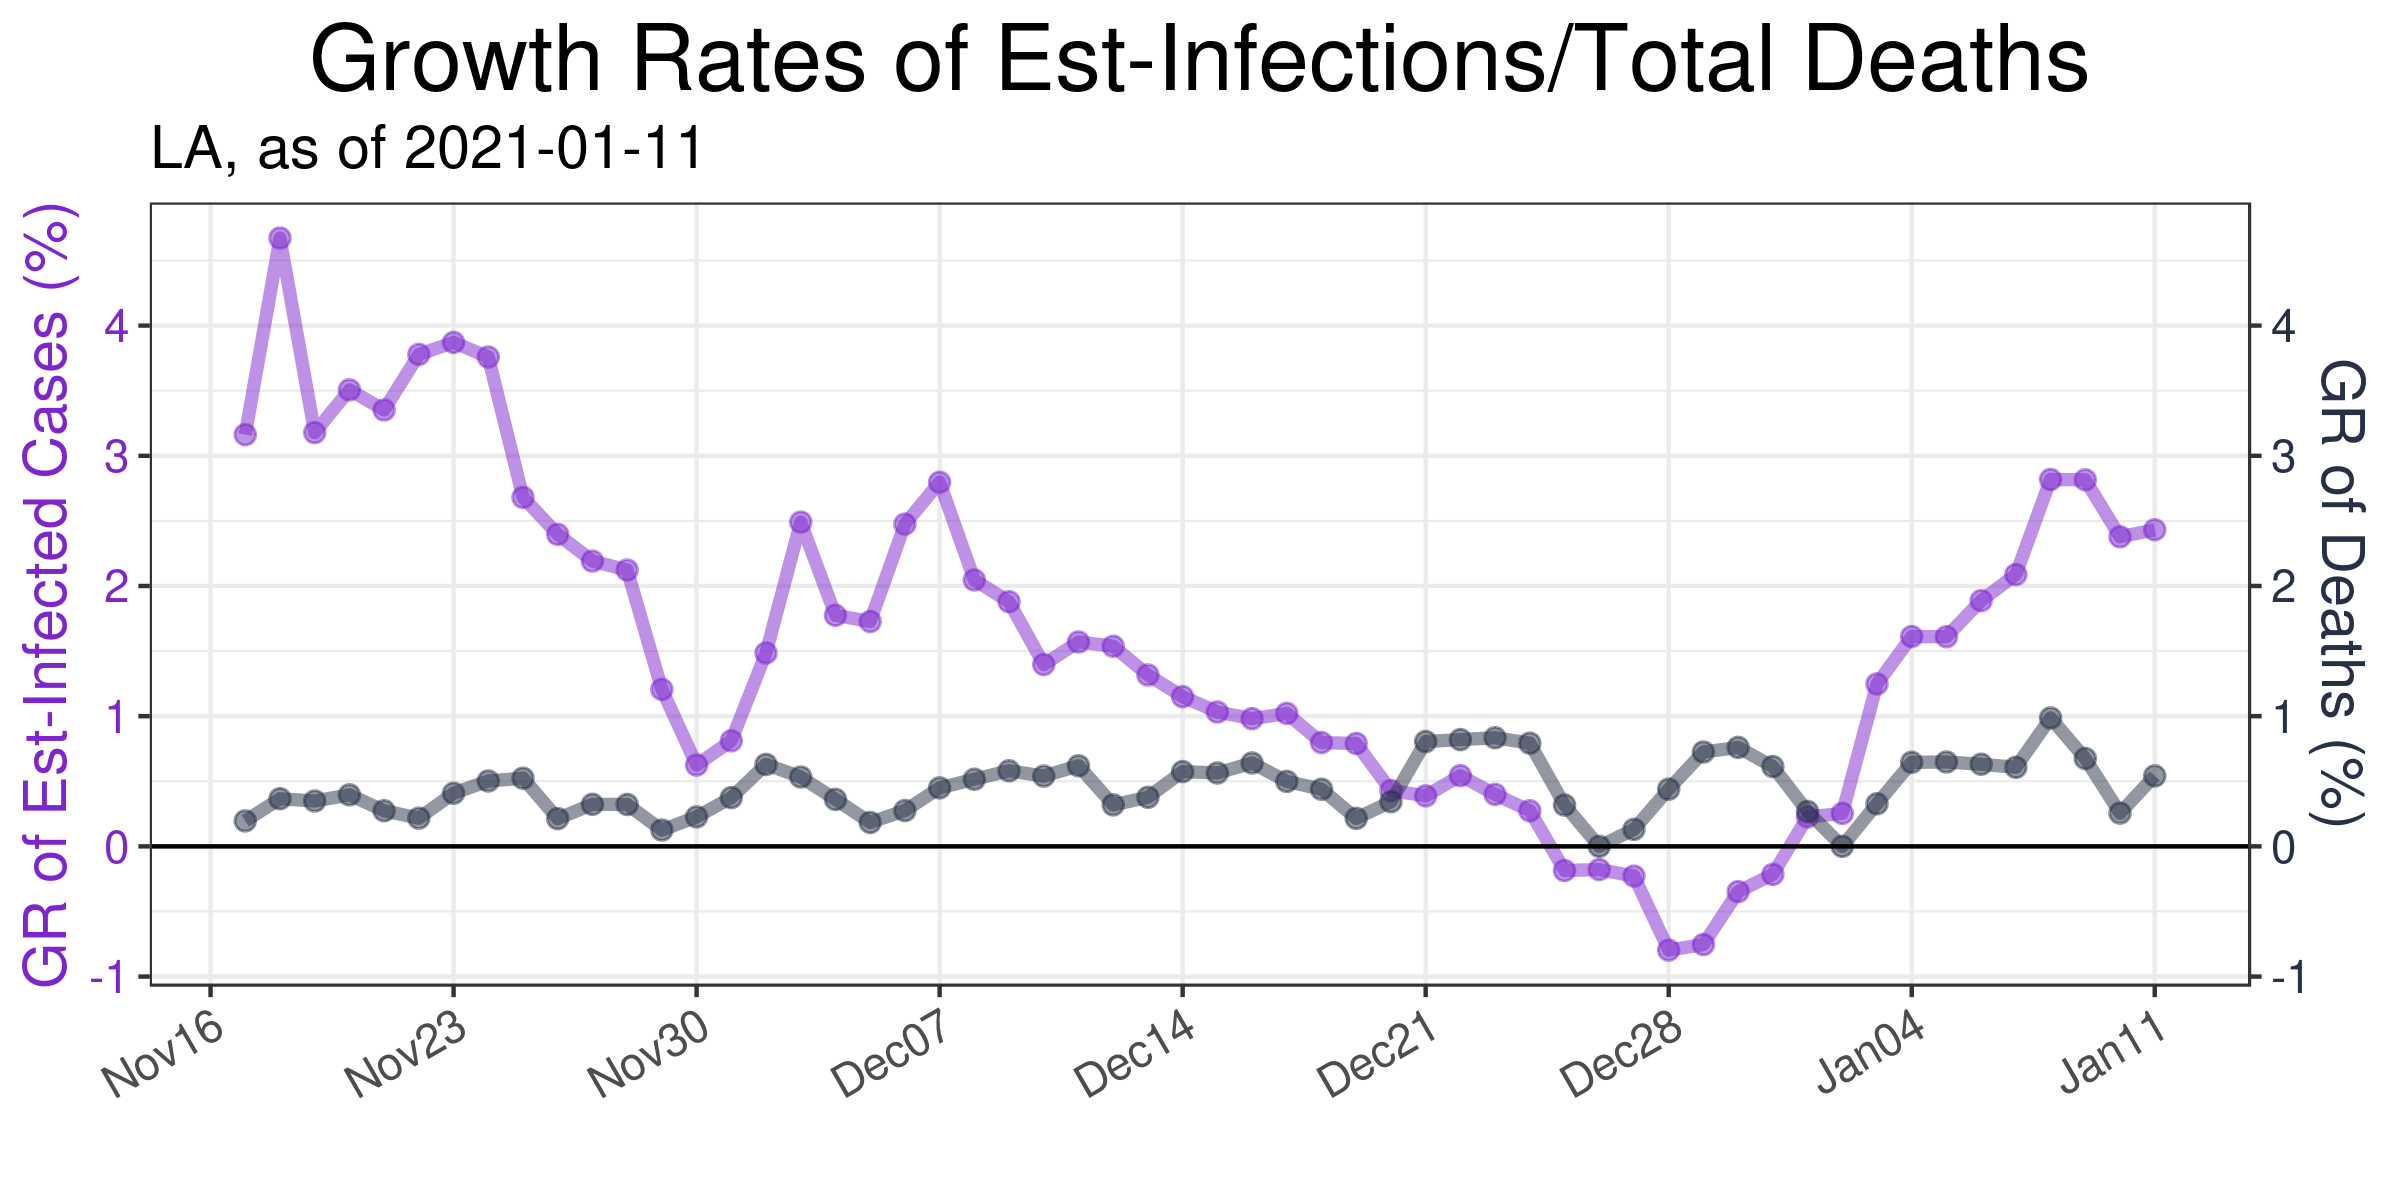 Growth Rates of Est-Infections/Total Deaths
LA, as of 2021-01-11
GR of Est-Infected Cases (%)
4
3
2
1
0
-1
4
3
2
1
0
-1
GR of Deaths (%)
Nov16
Nov23
Nov30
Dec07
Dec14
Dec21
Dec28
Jan04
Jan11